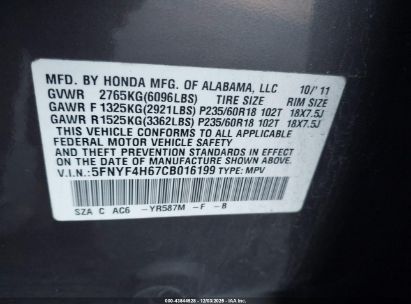 MFD. BY HONDA MFG. OF ALABAMA, LLC 10/'11
GVWR 2765KG(6096LBS) TIRE SIZE RIM SIZE
GAWR F 1325KG(2921LBS) P235/60R18 102T 18X7.5J
GAWR R1525KG(3362LBS) P235/60R18 102T 18X7.5J
THIS VEHICLE CONFORMS TO ALL APPLICABLE
FEDERAL MOTOR VEHICLE SAFETY
AND THEFT PREVENTION STANDARDS IN EFFECT ON THE
DATE OF MANUFACTURE SHOWN ABOVE.
V.I.N.:5FNYF4H67CB016199 TYPE: MPV
SZA C AC6 -YR587M -F -B